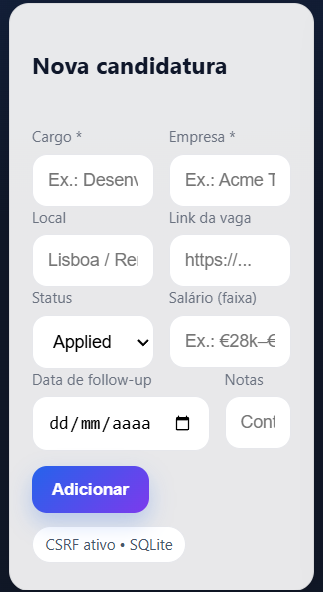 Nova candidatura
Cargo * Empresa *
Ex.: Desenv Ex.: Acme T
Local Link da vaga
Lisboa / Re https://...
Status Salário (faixa)
Applied Ex.: €28k–€
Data de follow-up Notas
dd/mm/aaaa Cont
Adicionar
CSRF ativo • SQLite